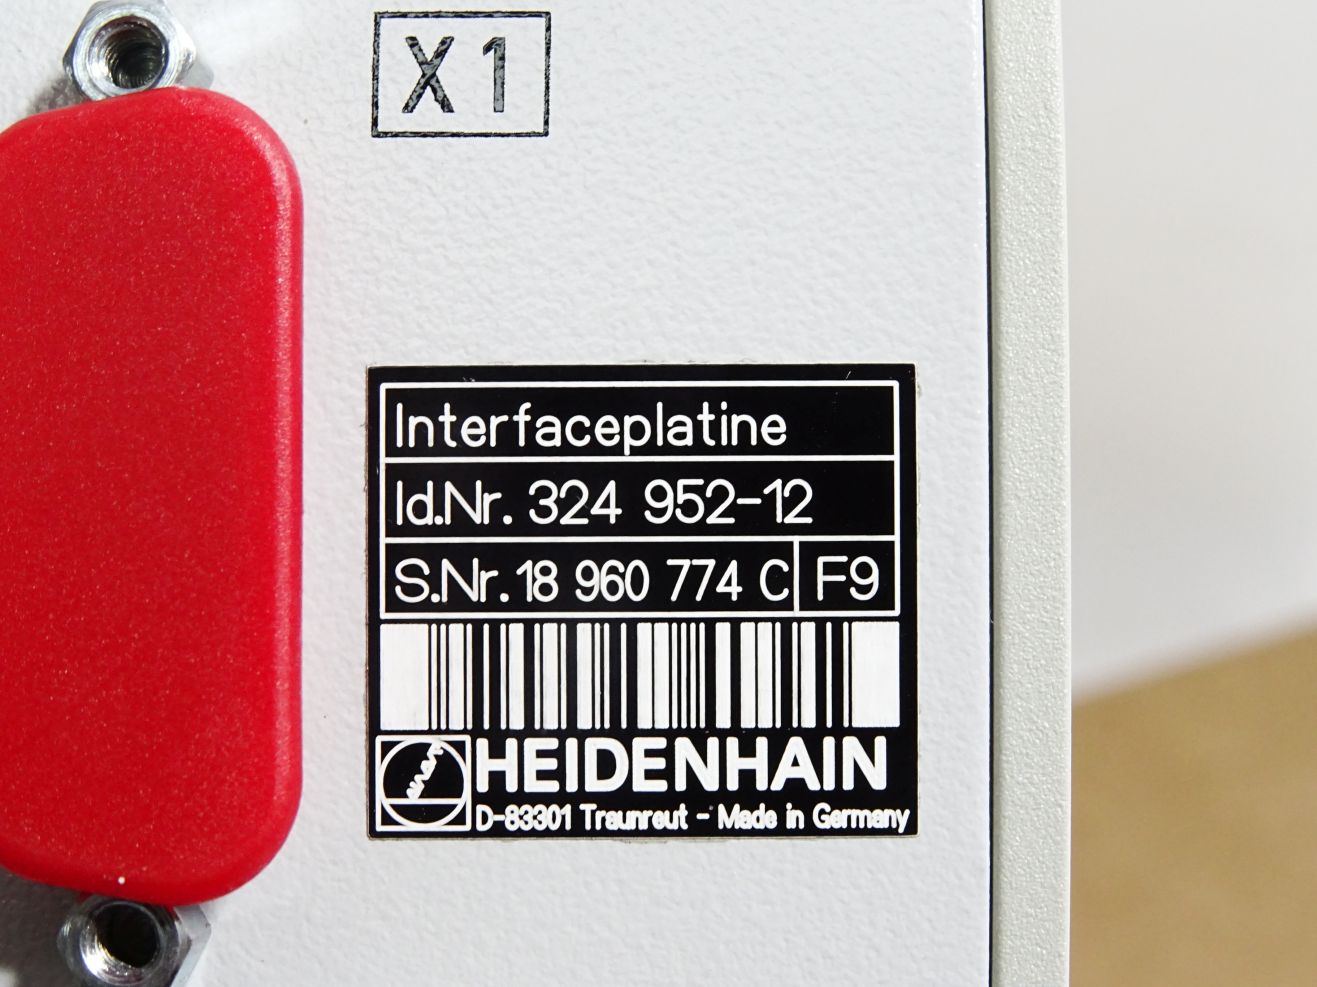 X1
Interfaceplatine
Id.Nr. 324 952-12
S.Nr. 18 960 774 C F9
HEIDENHAIN
D-83301 Traunreut - Made in Germany